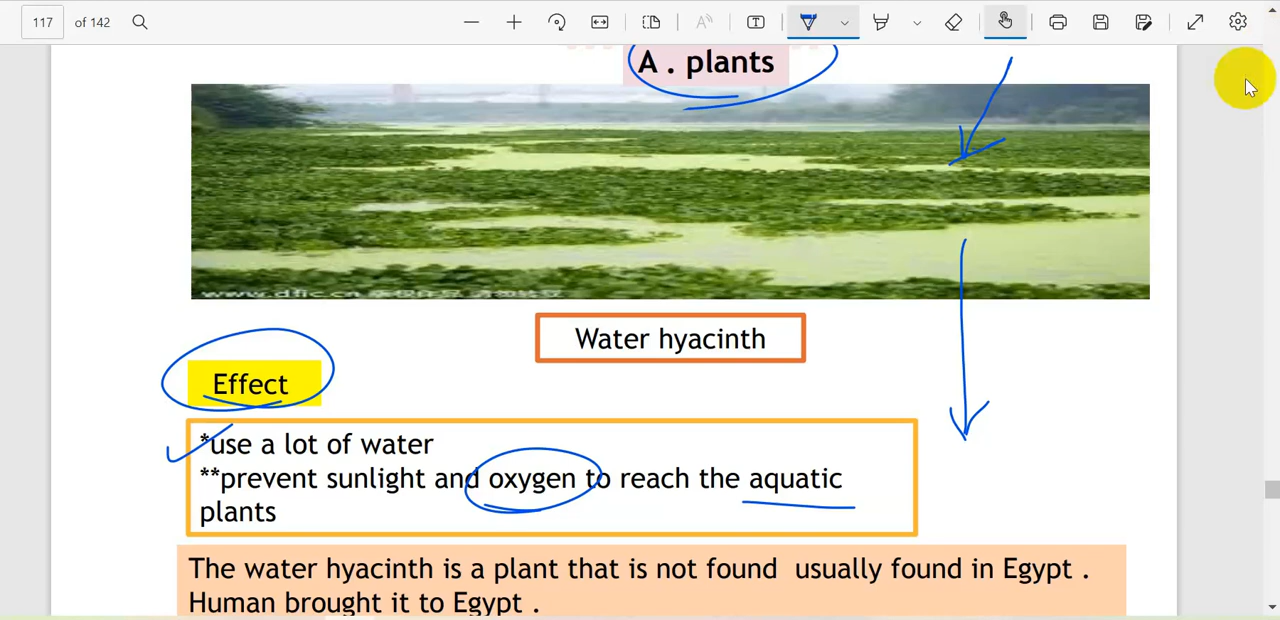 117 of 142
A . plants
Water hyacinth
Effect
*use a lot of water
**prevent sunlight and oxygen to reach the aquatic
plants
The water hyacinth is a plant that is not found usually found in Egypt .
Human brought it to Egypt .